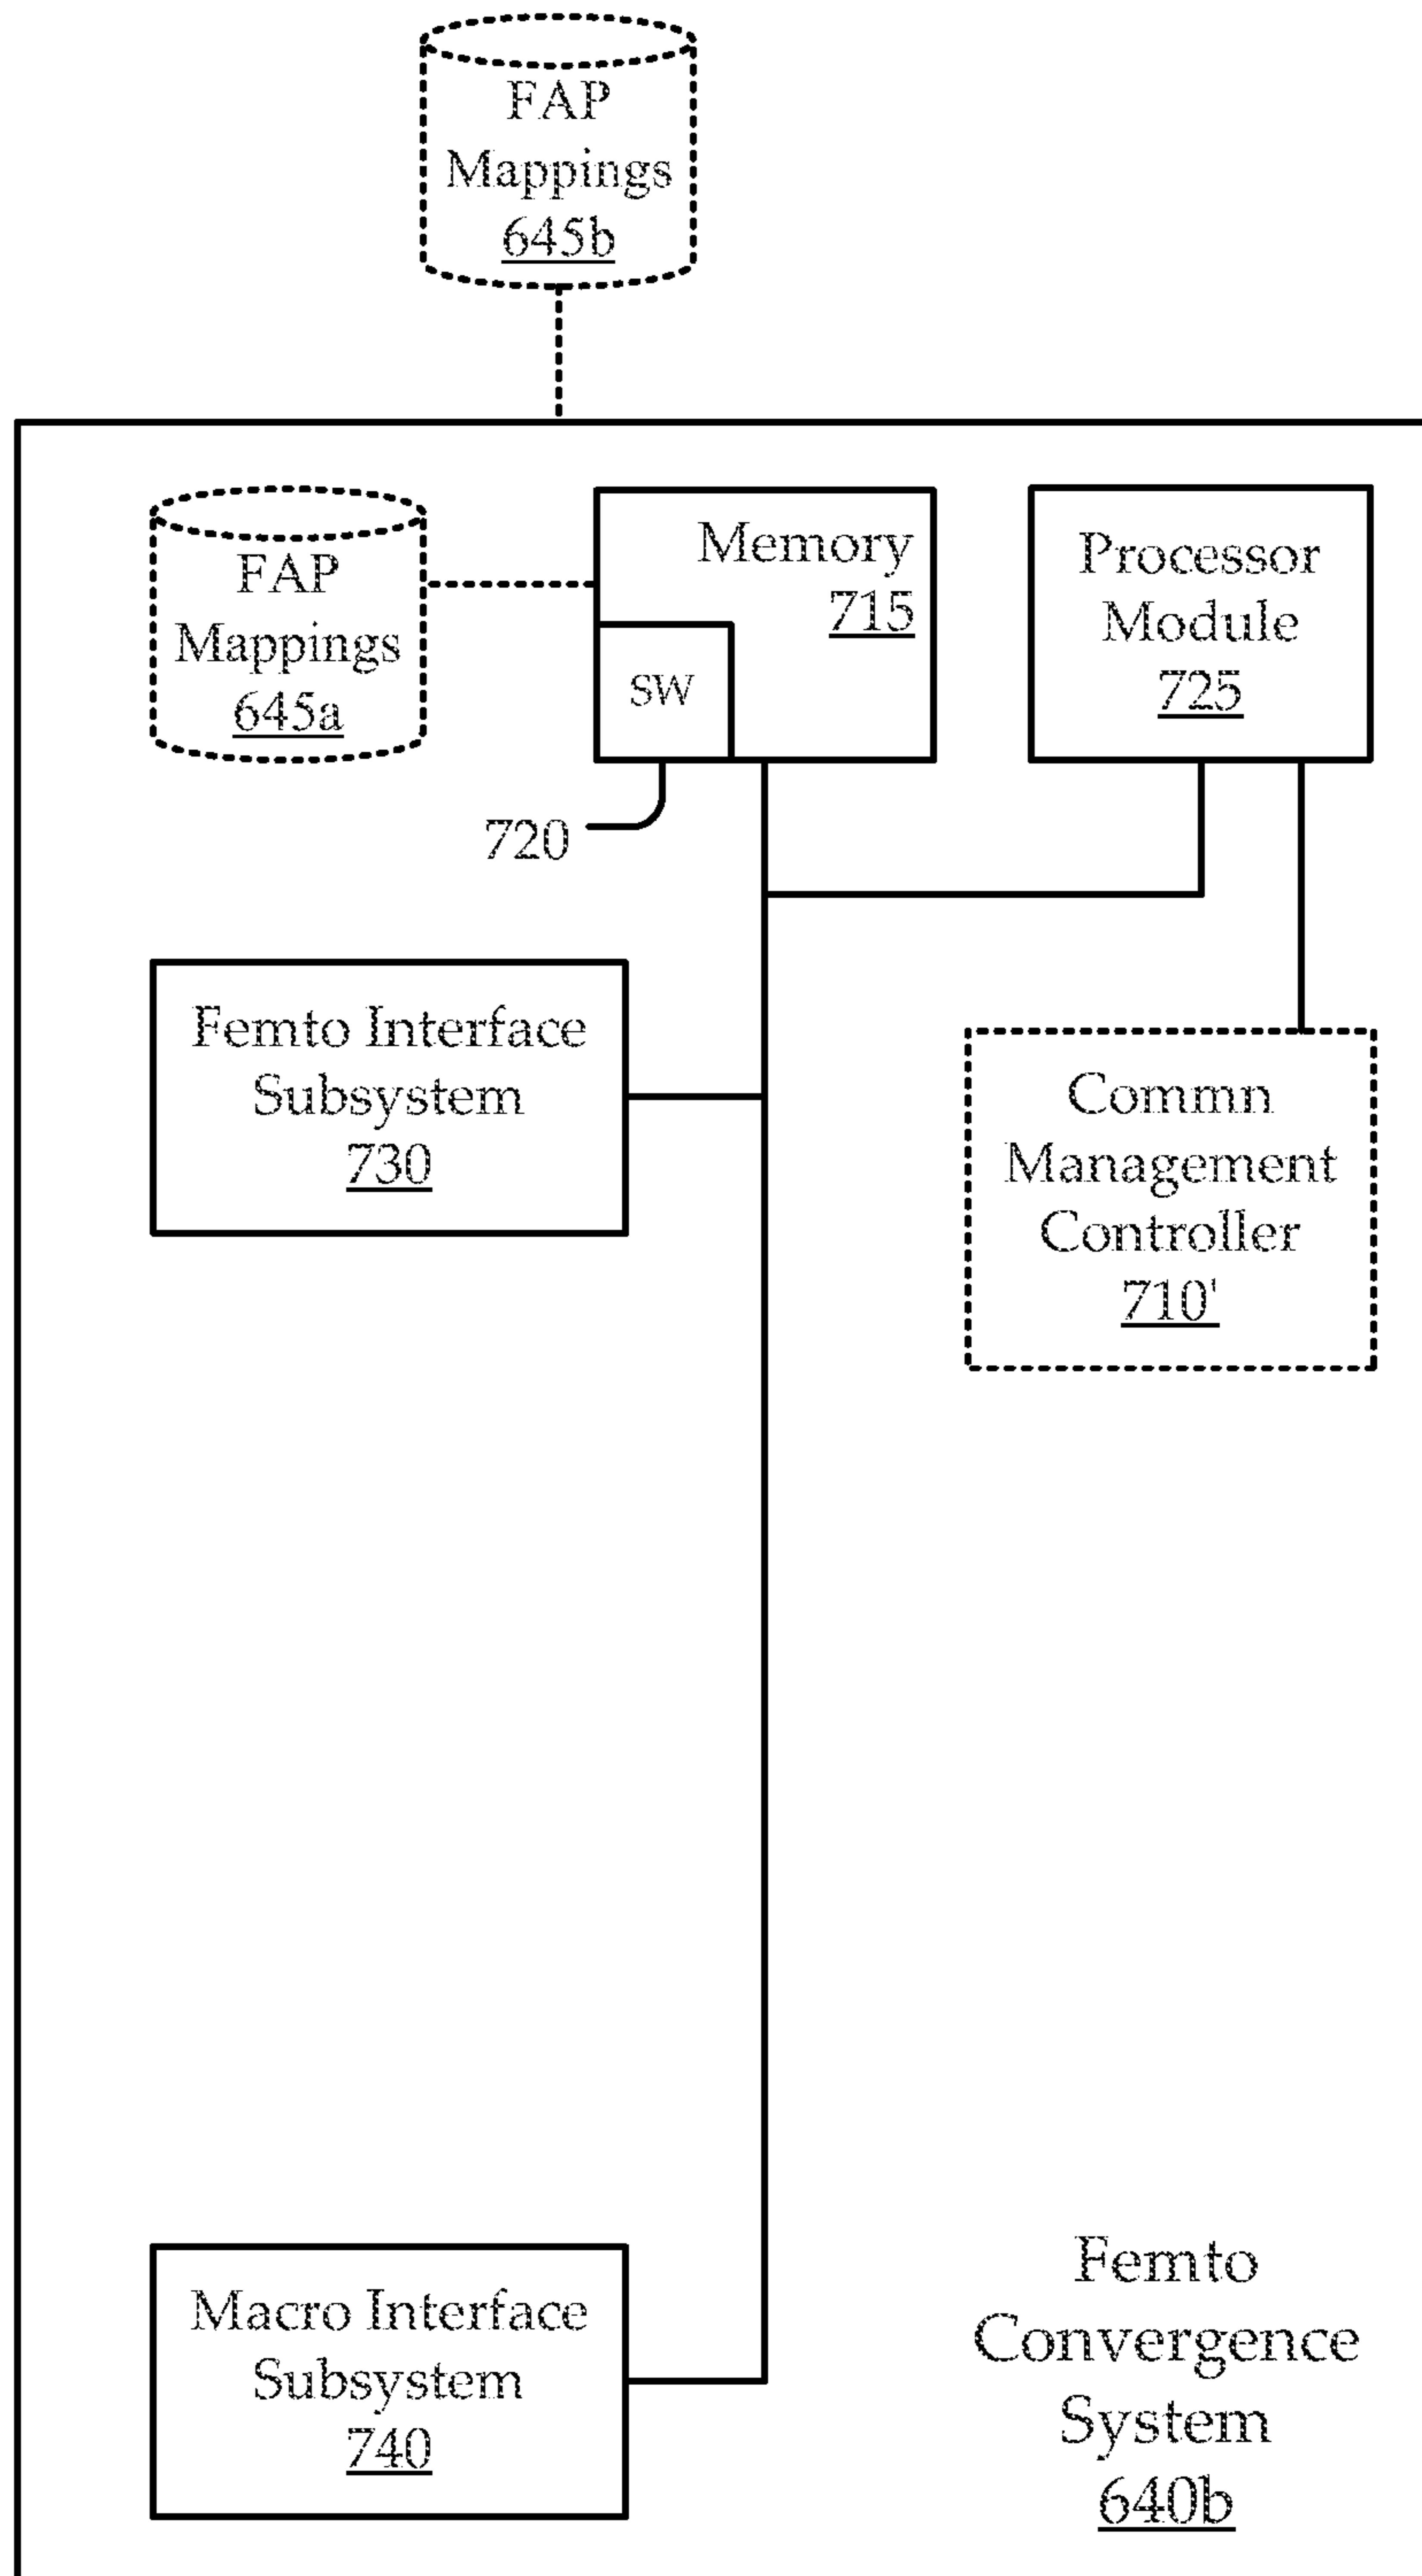 FAP
Mappings
645b
FAP
Mappings
645a
Memory
715
SW
720
Processor
Module
725
Femto Interface
Subsystem
730
Commn
Management
Controller
710'
Macro Interface
Subsystem
740
Femto
Convergence
System
640b